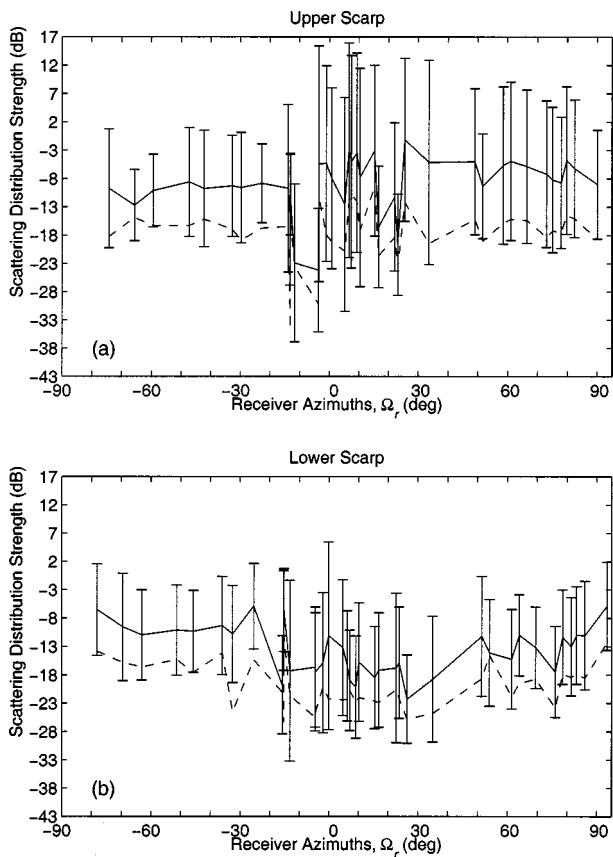 Upper Scarp
Scattering Distribution Strength (dB)
17
12
7
2
−3
−8
−13
−18
−23
−28
−33
−38
−43
(a)
−90 −60 −30 0 30 60 90
Receiver Azimuths, Ωr (deg)
Lower Scarp
Scattering Distribution Strength (dB)
17
12
7
2
−3
−8
−13
−18
−23
−28
−33
−38
−43
(b)
−90 −60 −30 0 30 60 90
Receiver Azimuths, Ωr (deg)